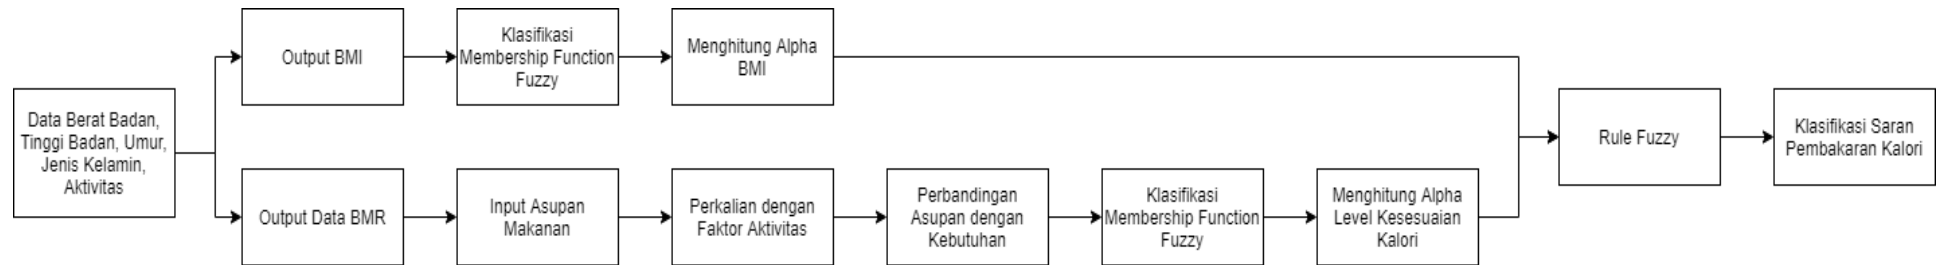 Data Berat Badan,
Tinggi Badan, Umur,
Jenis Kelamin,
Aktivitas
Output BMI
Klasifikasi
Membership Function
Fuzzy
Menghitung Alpha
BMI
Output Data BMR
Input Asupan
Makanan
Perkalian dengan
Faktor Aktivitas
Perbandingan
Asupan dengan
Kebutuhan
Klasifikasi
Membership Function
Fuzzy
Menghitung Alpha
Level Kesesuaian
Kalori
Rule Fuzzy
Klasifikasi Saran
Pembakaran Kalori